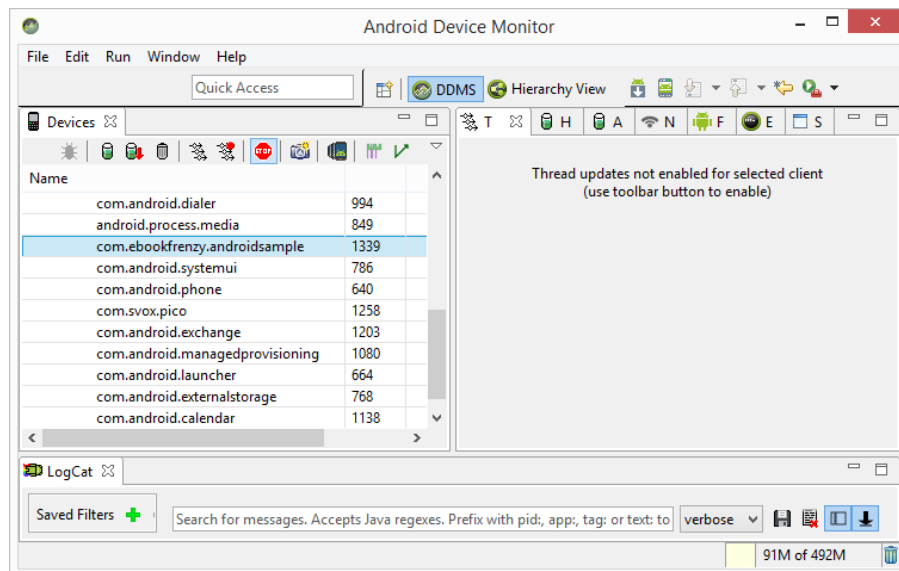 Android Device Monitor
File Edit Run Window Help
Quick Access
DDMS
Hierarchy View
Devices
T
H
A
N
F
E
S
STOP
Name
com.android.dialer 994
android.process.media 849
com.ebookfrenzy.androidsample 1339
com.android.systemui 786
com.android.phone 640
com.svox.pico 1258
com.android.exchange 1203
com.android.managedprovisioning 1080
com.android.launcher 664
com.android.externalstorage 768
com.android.calendar 1138
Thread updates not enabled for selected client
(use toolbar button to enable)
LogCat
Saved Filters
Search for messages. Accepts Java regexes. Prefix with pid:, app:, tag: or text: to
verbose
91M of 492M